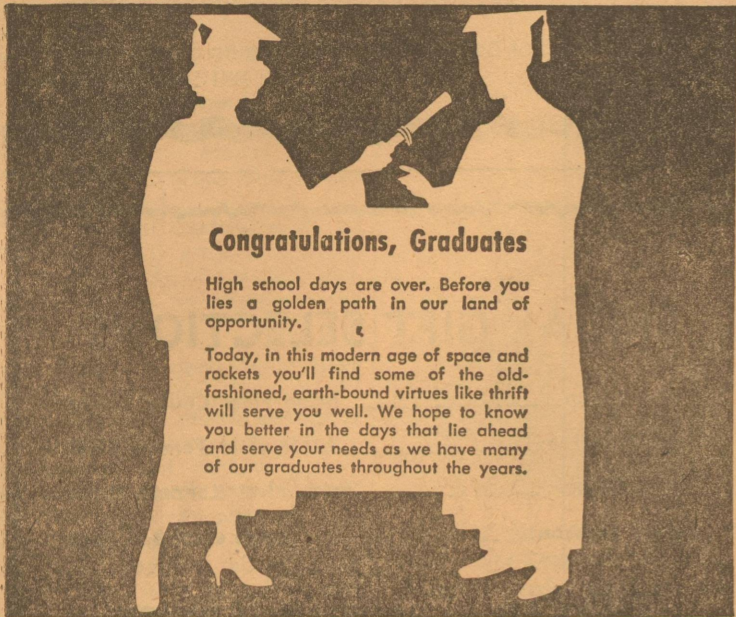 Congratulations, Graduates
High school days are over. Before you
lies a golden path in our land of
opportunity.
Today, in this modern age of space and
rockets you'll find some of the old-
fashioned, earth-bound virtues like thrift
will serve you well. We hope to know
you better in the days that lie ahead
and serve your needs as we have many
of our graduates throughout the years.